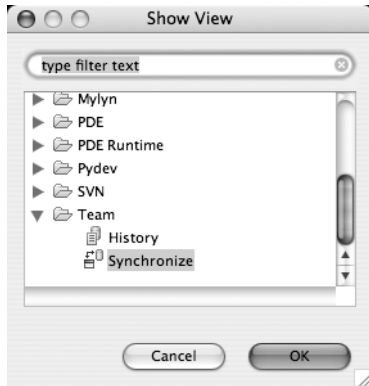 Show View
type filter text
Mylyn
PDE
PDE Runtime
Pydev
SVN
Team
History
Synchronize
Cancel OK